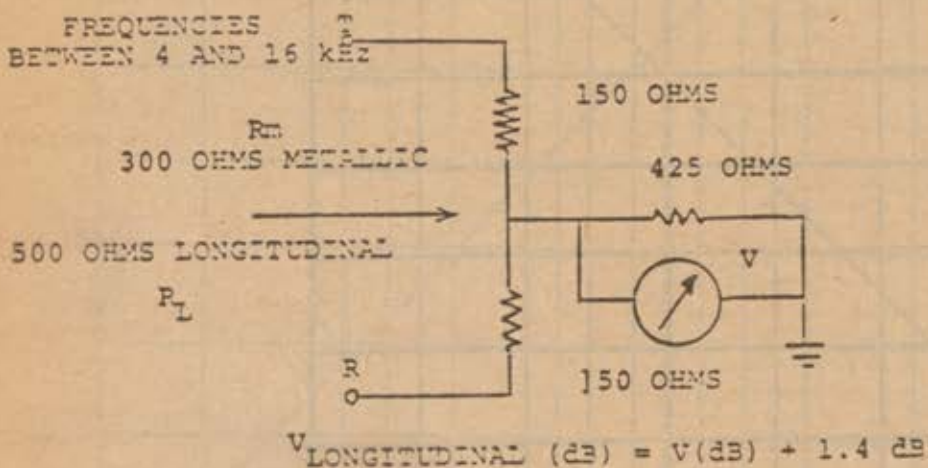 FREQUENCIES
BETWEEN 4 AND 16 kHz
T
150 OHMS
Rm
300 OHMS METALLIC
425 OHMS
500 OHMS LONGITUDINAL
V
RL
R
150 OHMS
VLONGITUDINAL (dB) = V(dB) + 1.4 dB